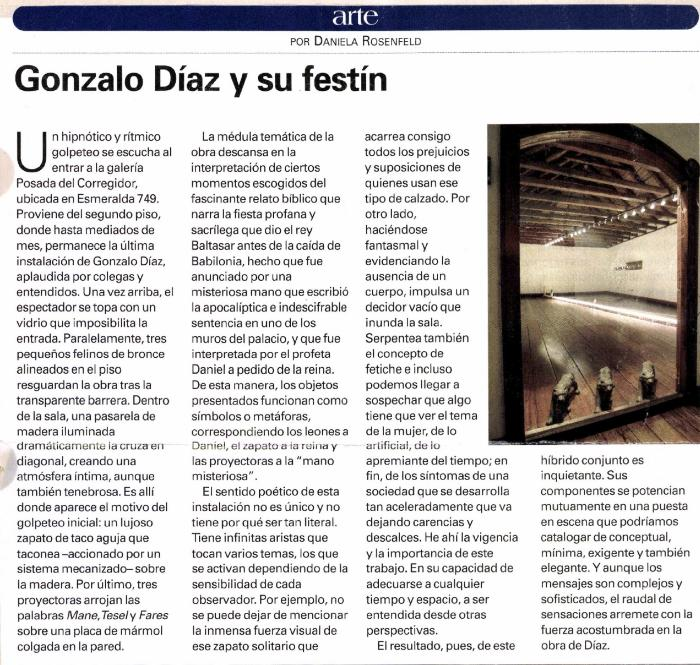 arte
POR DANIELA ROSENFELD
Gonzalo Díaz y su festín
Un hipnótico y rítmico
golpeteo se escucha al
entrar a la galería
Posada del Corregidor,
ubicada en Esmeralda 749.
Proviene del segundo piso,
donde hasta mediados de
mes, permanece la última
instalación de Gonzalo Díaz,
aplaudida por colegas y
entendidos. Una vez arriba, el
espectador se topa con un
vidrio que imposibilita la
entrada. Paralelamente, tres
pequeños felinos de bronce
alineados en el piso
resguardan la obra tras la
transparente barrera. Dentro
de la sala, una pasarela de
madera iluminada
dramáticamente la cruza en
diagonal, creando una
atmósfera íntima, aunque
también tenebrosa. Es allí
donde aparece el motivo del
golpeteo inicial: un lujoso
zapato de taco aguja que
taconea –accionado por un
sistema mecanizado– sobre
la madera. Por último, tres
proyectoras arrojan las
palabras Mane, Tesel y Fares
sobre una placa de mármol
colgada en la pared.
La médula temática de la
obra descansa en la
interpretación de ciertos
momentos escogidos del
fascinante relato bíblico que
narra la fiesta profana y
sacrílega que dio el rey
Baltasar antes de la caída de
Babilonia, hecho que fue
anunciado por una
misteriosa mano que escribió
la apocalíptica e indescifrable
sentencia en uno de los
muros del palacio, y que fue
interpretada por el profeta
Daniel a pedido de la reina.
De esta manera, los objetos
presentados funcionan como
símbolos o metáforas,
correspondiendo los leones a
Daniel, el zapato a la reina y
las proyectoras a la "mano
misteriosa".
El sentido poético de esta
instalación no es único y no
tiene por qué ser tan literal.
Tiene infinitas aristas que
tocan varios temas, los que
se activan dependiendo de la
sensibilidad de cada
observador. Por ejemplo, no
se puede dejar de mencionar
la inmensa fuerza visual de
ese zapato solitario que
acarrea consigo
todos los prejuicios
y suposiciones de
quienes usan ese
tipo de calzado. Por
otro lado,
haciéndose
fantasmal y
evidenciando la
ausencia de un
cuerpo, impulsa un
decidor vacío que
inunda la sala.
Serpentea también
el concepto de
fetiche e incluso
podemos llegar a
sospechar que algo
tiene que ver el tema
de la mujer, de lo
artificial, de lo
apremiante del tiempo; en
fin, de los síntomas de una
sociedad que se desarrolla
tan aceleradamente que va
dejando carencias y
descalces. He ahí la vigencia
y la importancia de este
trabajo. En su capacidad de
adecuarse a cualquier
tiempo y espacio, a ser
entendida desde otras
perspectivas.
El resultado, pues, de este
híbrido conjunto es
inquietante. Sus
componentes se potencian
mutuamente en una puesta
en escena que podríamos
catalogar de conceptual,
mínima, exigente y también
elegante. Y aunque los
mensajes son complejos y
sofisticados, el raudal de
sensaciones arremete con la
fuerza acostumbrada en la
obra de Díaz.